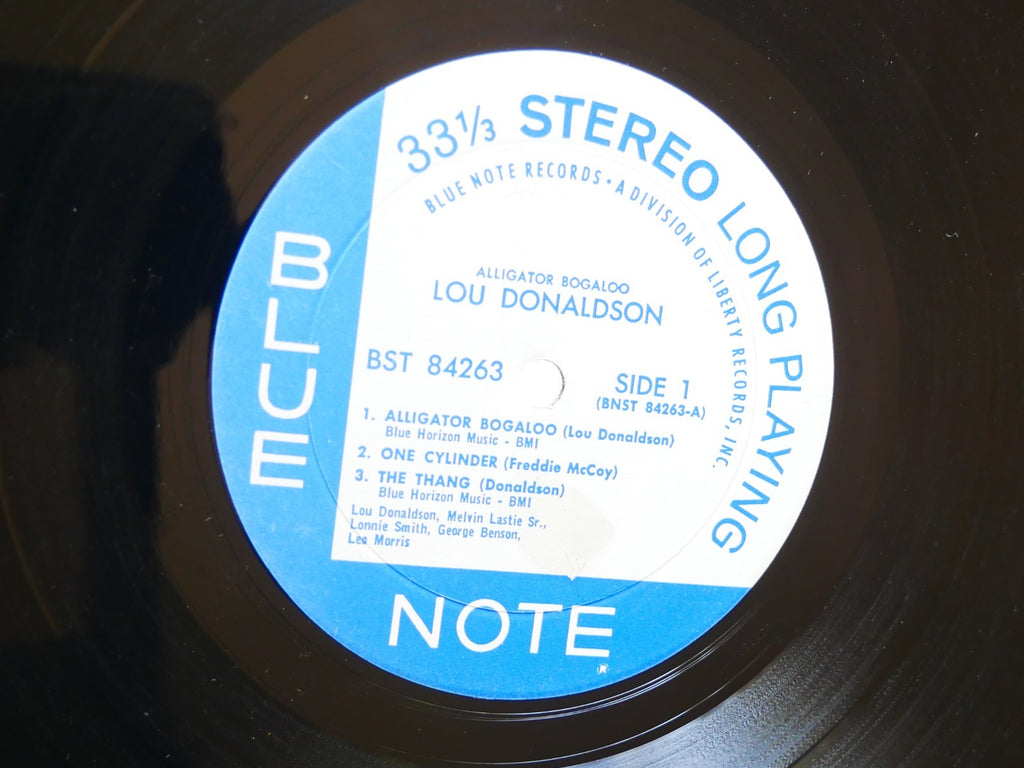 33⅓ STEREO LONG PLAYING
BLUE NOTE RECORDS • A DIVISION OF LIBERTY RECORDS, INC.
ALLIGATOR BOGALOO
LOU DONALDSON
BST 84263
SIDE 1
(BNST 84263-A)
1. ALLIGATOR BOGALOO (Lou Donaldson)
Blue Horizon Music - BMI
2. ONE CYLINDER (Freddie McCoy)
3. THE THANG (Donaldson)
Blue Horizon Music - BMI
Lou Donaldson, Melvin Lastie Sr.,
Lonnie Smith, George Benson,
Leo Morris
BLUE
NOTE
®